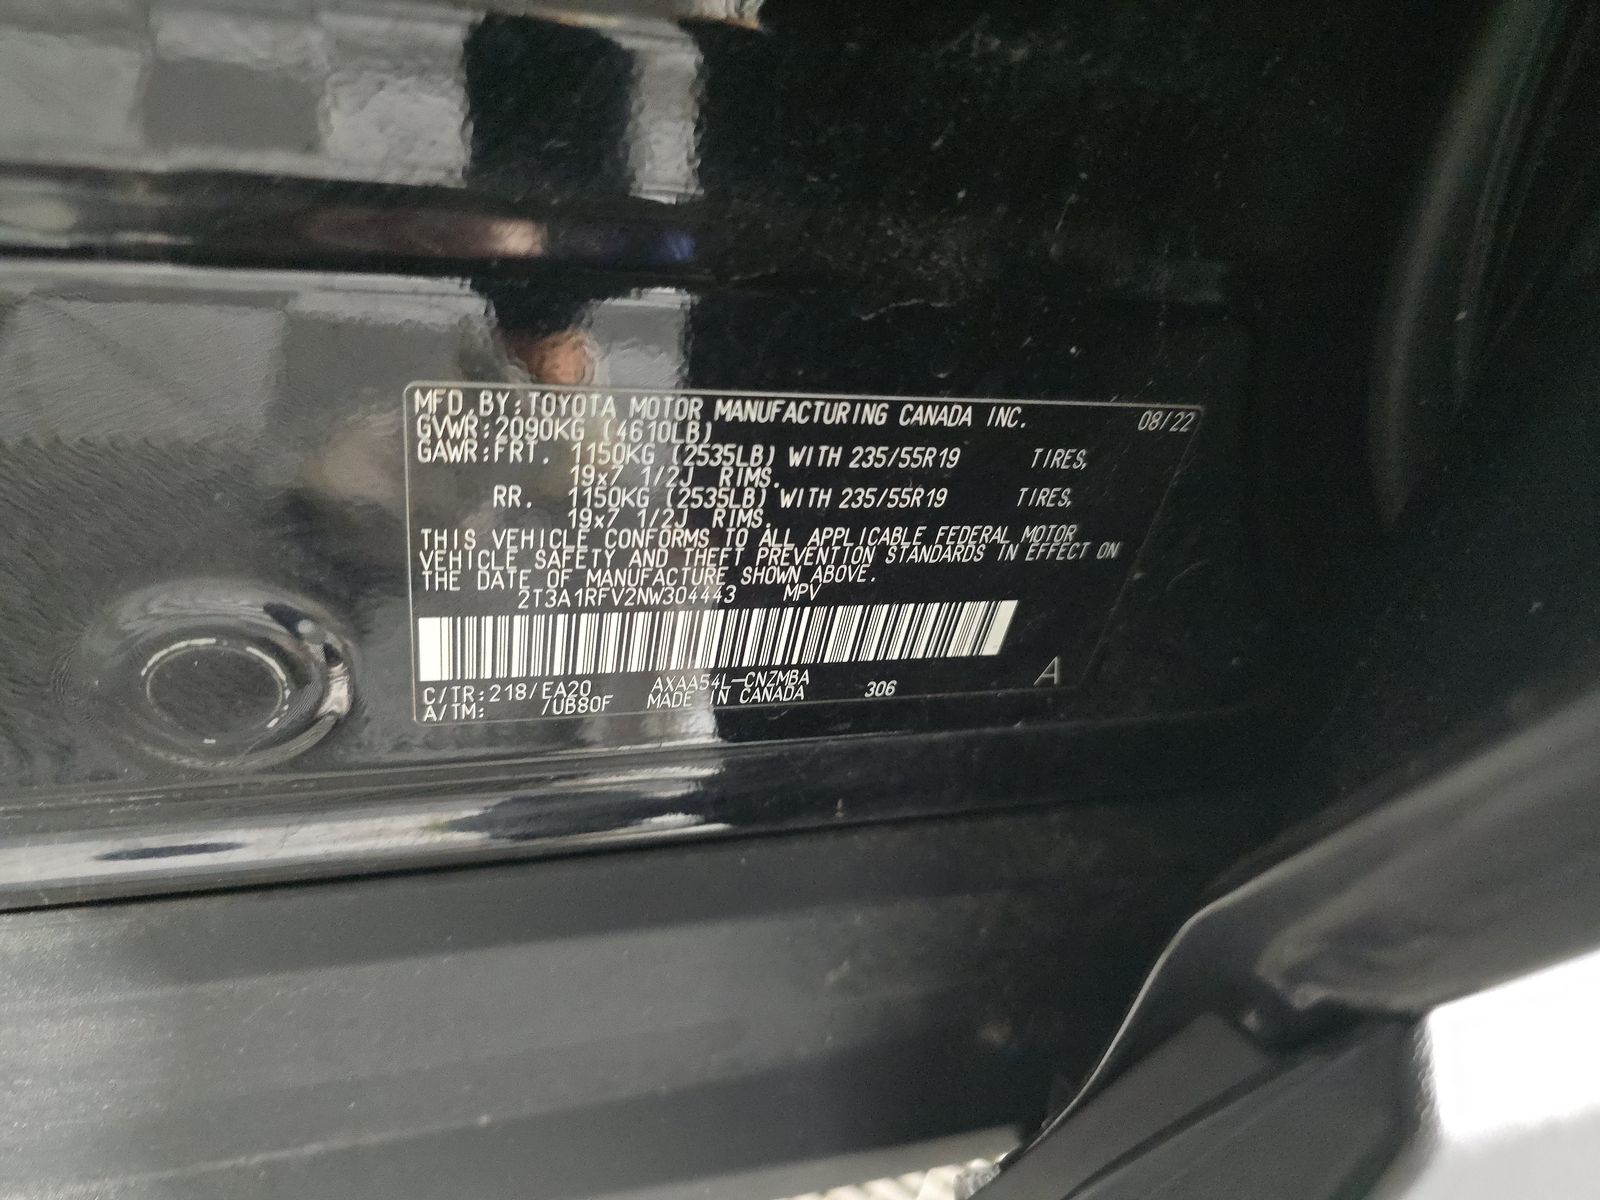 MFD.BY:TOYOTA MOTOR MANUFACTURING CANADA INC. 08/22
GVWR:2090KG (4610LB)
GAWR:FRT. 1150KG (2535LB) WITH 235/55R19 TIRES,
19x7 1/2J RIMS.
RR. 1150KG (2535LB) WITH 235/55R19 TIRES,
19x7 1/2J RIMS.
THIS VEHICLE CONFORMS TO ALL APPLICABLE FEDERAL MOTOR
VEHICLE SAFETY AND THEFT PREVENTION STANDARDS IN EFFECT ON
THE DATE OF MANUFACTURE SHOWN ABOVE.
2T3A1RFV2NW304443 MPV
C/TR:218/EA20 AXAA54L-CNZMBA 306 A
A/TM: /UB80F MADE IN CANADA